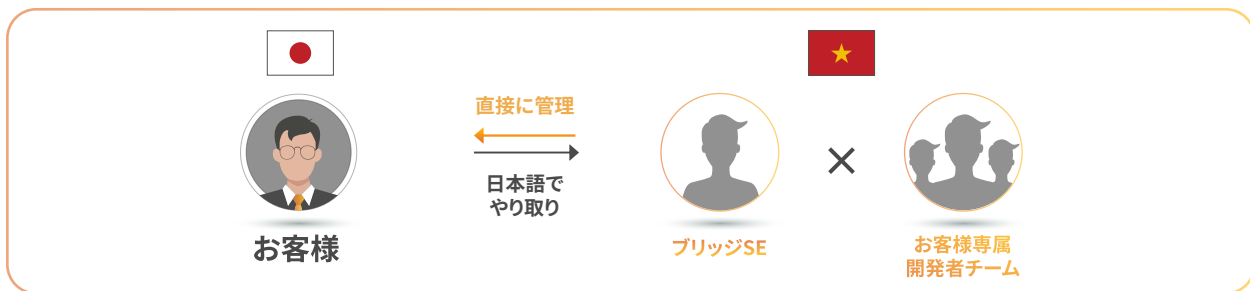 直接に管理
日本語で
やり取り
お客様
ブリッジSE
お客様専属
開発者チーム